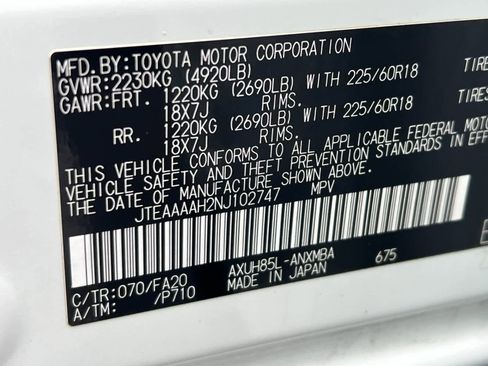 MFD.BY:TOYOTA MOTOR CORPORATION
GVWR:2230KG (4920LB)
GAWR:FRT. 1220KG (2690LB) WITH 225/60R18 TIRE
18X7J RIMS.
RR. 1220KG (2690LB) WITH 225/60R18 TIRES
18X7J RIMS.
THIS VEHICLE CONFORMS TO ALL APPLICABLE FEDERAL MOTOR
VEHICLE SAFETY AND THEFT PREVENTION STANDARDS IN EFF
THE DATE OF MANUFACTURE SHOWN ABOVE.
JTEAAAAH2NJ102747 MPV
C/TR:070/FA20 AXUH85L-ANXMBA 675
A/TM: /P710 MADE IN JAPAN